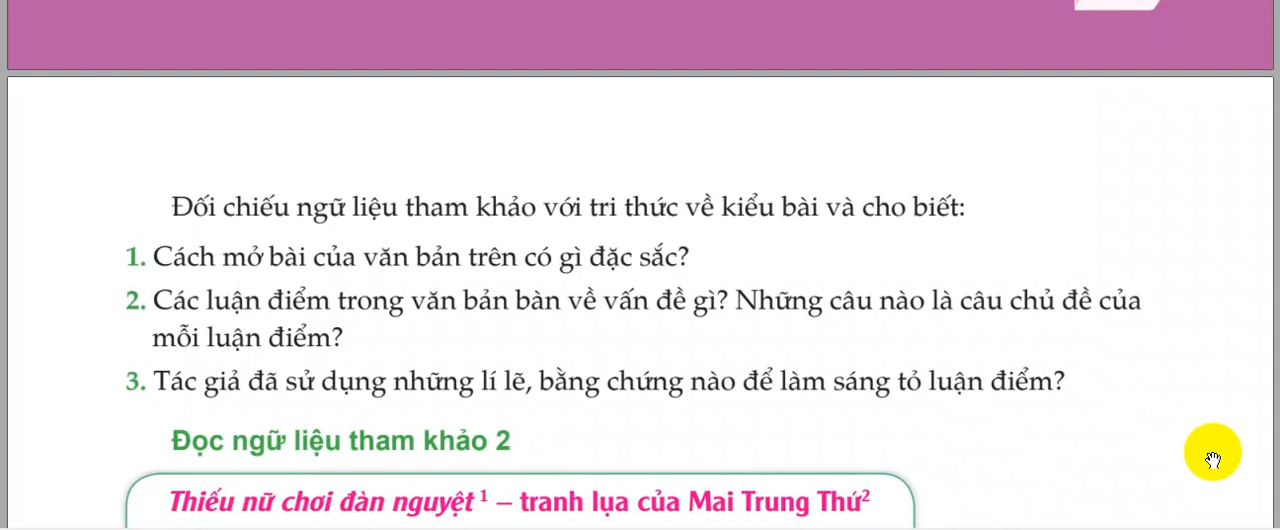 Đối chiếu ngữ liệu tham khảo với tri thức về kiểu bài và cho biết:
1. Cách mở bài của văn bản trên có gì đặc sắc?
2. Các luận điểm trong văn bản bàn về vấn đề gì? Những câu nào là câu chủ đề của
mỗi luận điểm?
3. Tác giả đã sử dụng những lí lẽ, bằng chứng nào để làm sáng tỏ luận điểm?
Đọc ngữ liệu tham khảo 2
Thiếu nữ chơi đàn nguyệt¹ – tranh lụa của Mai Trung Thứ²